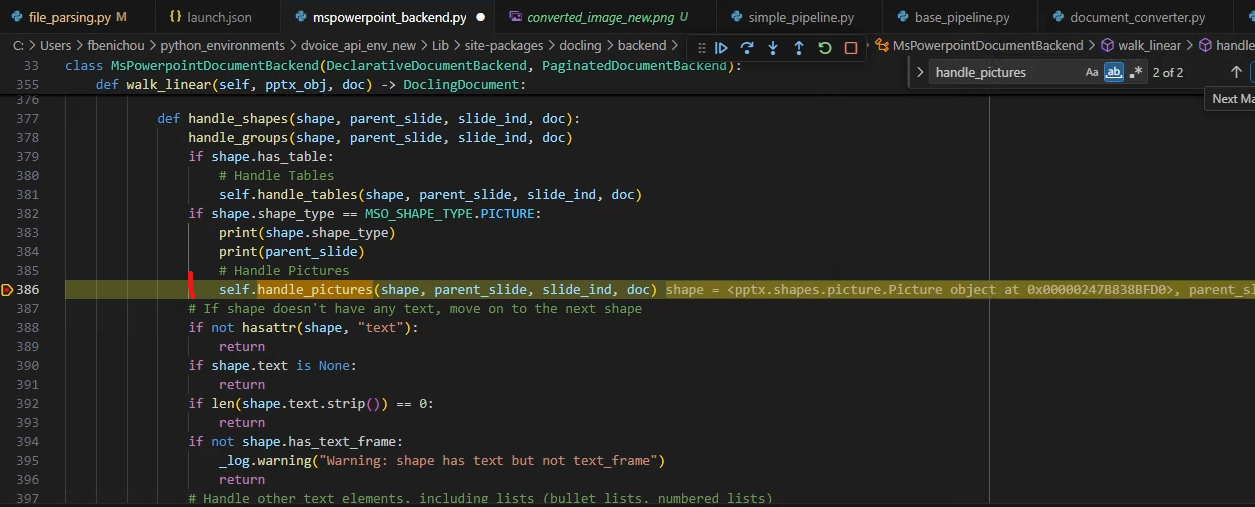 file_parsing.py M
{} launch.json
mspowerpoint_backend.py
converted_image_new.png U
simple_pipeline.py
base_pipeline.py
document_converter.py
C: > Users > fbenichou > python_environments > dvoice_api_env_new > Lib > site-packages > docling > backend >
MsPowerpointDocumentBackend > walk_linear > handle
handle_pictures
Aa ab .* 2 of 2
Next Ma
33 class MsPowerpointDocumentBackend(DeclarativeDocumentBackend, PaginatedDocumentBackend):
355 def walk_linear(self, pptx_obj, doc) -> DoclingDocument:
376
377 def handle_shapes(shape, parent_slide, slide_ind, doc):
378 handle_groups(shape, parent_slide, slide_ind, doc)
379 if shape.has_table:
380 # Handle Tables
381 self.handle_tables(shape, parent_slide, slide_ind, doc)
382 if shape.shape_type == MSO_SHAPE_TYPE.PICTURE:
383 print(shape.shape_type)
384 print(parent_slide)
385 # Handle Pictures
386 self.handle_pictures(shape, parent_slide, slide_ind, doc) shape = <pptx.shapes.picture.Picture object at 0x00000247B838BFD0>, parent_sl
387 # If shape doesn't have any text, move on to the next shape
388 if not hasattr(shape, "text"):
389 return
390 if shape.text is None:
391 return
392 if len(shape.text.strip()) == 0:
393 return
394 if not shape.has_text_frame:
395 _log.warning("Warning: shape has text but not text_frame")
396 return
397 # Handle other text elements, including lists (bullet lists, numbered lists)